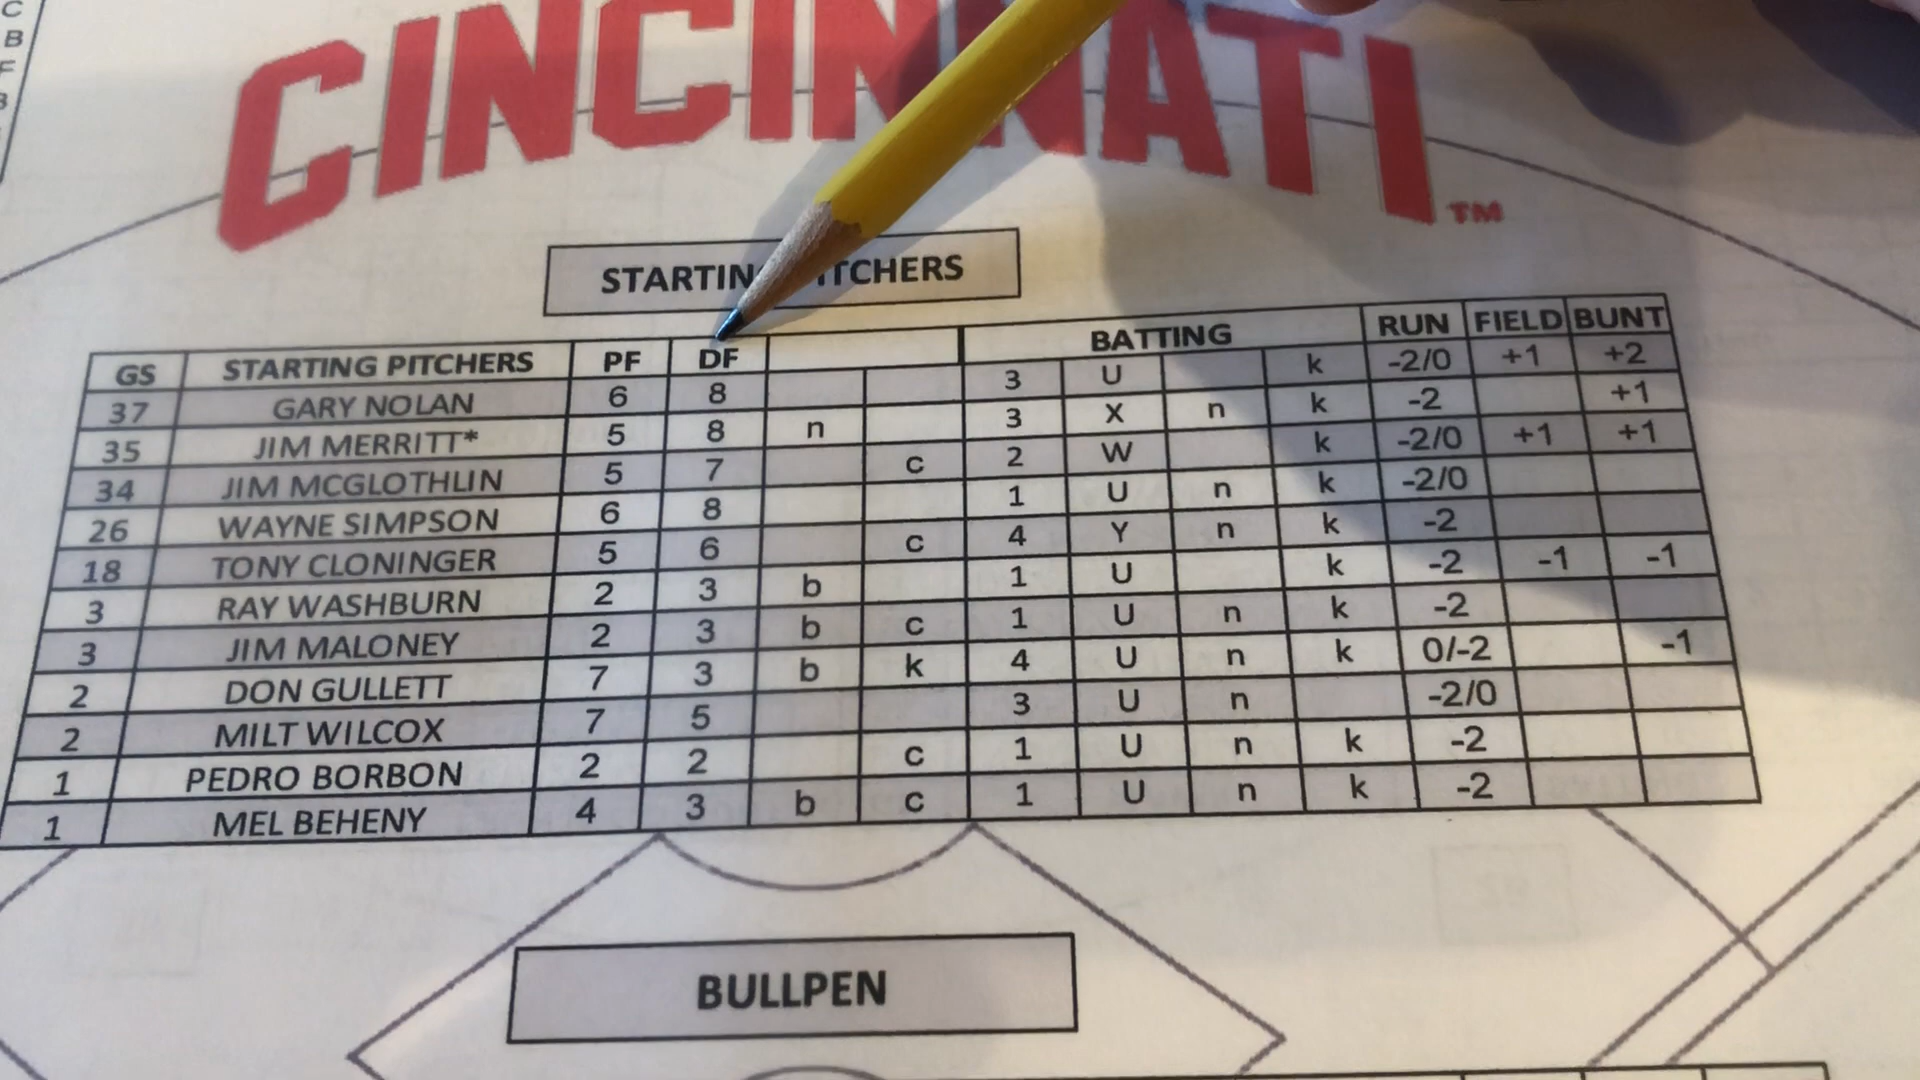 C
B
CINCINNATI TM
STARTIN ITCHERS
GS STARTING PITCHERS PF DF BATTING RUN FIELD BUNT
37 GARY NOLAN 6 8 3 U k -2/0 +1 +2
35 JIM MERRITT* 5 8 n 3 X n k -2 +1
34 JIM MCGLOTHLIN 5 7 c 2 W k -2/0 +1 +1
26 WAYNE SIMPSON 6 8 1 U n k -2/0
18 TONY CLONINGER 5 6 c 4 Y n k -2
3 RAY WASHBURN 2 3 b 1 U k -2 -1 -1
3 JIM MALONEY 2 3 b c 1 U n k -2
2 DON GULLETT 7 3 b k 4 U n k 0/-2 -1
2 MILT WILCOX 7 5 3 U n -2/0
1 PEDRO BORBON 2 2 c 1 U n k -2
1 MEL BEHENY 4 3 b c 1 U n k -2
BULLPEN